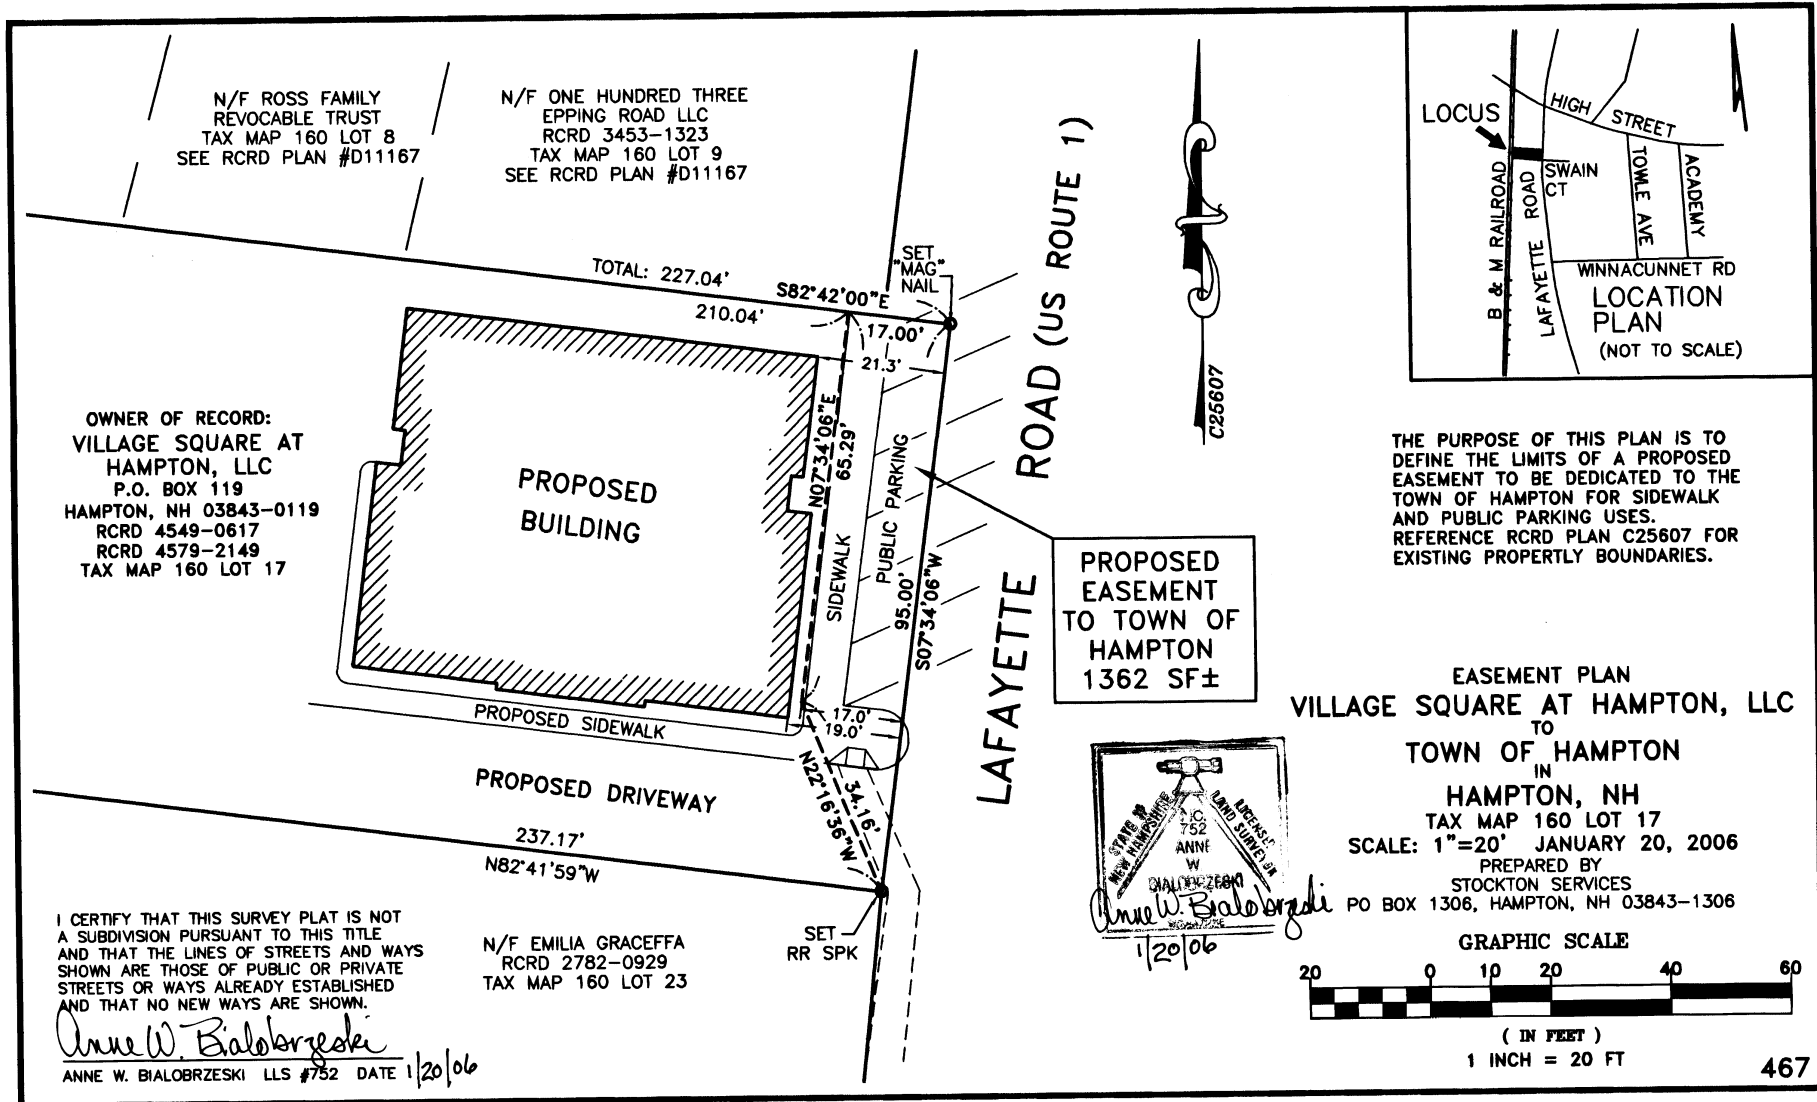 N/F ROSS FAMILY
REVOCABLE TRUST
TAX MAP 160 LOT 8
SEE RCRD PLAN #D11167
N/F ONE HUNDRED THREE
EPPING ROAD LLC
RCRD 3453-1323
TAX MAP 160 LOT 9
SEE RCRD PLAN #D11167
TOTAL: 227.04'
S82°42'00"E
210.04'
17.00'
SET
"MAG"
NAIL
21.3'
LAFAYETTE ROAD (US ROUTE 1)
C25607
LOCUS
HIGH STREET
SWAIN
CT
TOWLE AVE
ACADEMY
B & M RAILROAD
LAFAYETTE ROAD
WINNACUNNET RD
LOCATION
PLAN
(NOT TO SCALE)
OWNER OF RECORD:
VILLAGE SQUARE AT
HAMPTON, LLC
P.O. BOX 119
HAMPTON, NH 03843-0119
RCRD 4549-0617
RCRD 4579-2149
TAX MAP 160 LOT 17
PROPOSED
BUILDING
N07°34'06"E
65.29'
SIDEWALK
PUBLIC PARKING
95.00'
S07°34'06"W
PROPOSED
EASEMENT
TO TOWN OF
HAMPTON
1362 SF±
THE PURPOSE OF THIS PLAN IS TO
DEFINE THE LIMITS OF A PROPOSED
EASEMENT TO BE DEDICATED TO THE
TOWN OF HAMPTON FOR SIDEWALK
AND PUBLIC PARKING USES.
REFERENCE RCRD PLAN C25607 FOR
EXISTING PROPERTLY BOUNDARIES.
PROPOSED SIDEWALK
17.0'
19.0'
PROPOSED DRIVEWAY
34.16'
N22°16'36"W
237.17'
N82°41'59"W
SET
RR SPK
N/F EMILIA GRACEFFA
RCRD 2782-0929
TAX MAP 160 LOT 23
I CERTIFY THAT THIS SURVEY PLAT IS NOT
A SUBDIVISION PURSUANT TO THIS TITLE
AND THAT THE LINES OF STREETS AND WAYS
SHOWN ARE THOSE OF PUBLIC OR PRIVATE
STREETS OR WAYS ALREADY ESTABLISHED
AND THAT NO NEW WAYS ARE SHOWN.
Anne W. Bialobrzeski
ANNE W. BIALOBRZESKI LLS #752 DATE 1/20/06
STATE OF
NEW HAMPSHIRE
LICENSED
LAND SURVEYOR
NO.
752
ANNE
W
BIALOBRZESKI
SIGNATURE
Anne W. Bialobrzeski
1/20/06
EASEMENT PLAN
VILLAGE SQUARE AT HAMPTON, LLC
TO
TOWN OF HAMPTON
IN
HAMPTON, NH
TAX MAP 160 LOT 17
SCALE: 1"=20' JANUARY 20, 2006
PREPARED BY
STOCKTON SERVICES
PO BOX 1306, HAMPTON, NH 03843-1306
GRAPHIC SCALE
20 0 10 20 40 60
( IN FEET )
1 INCH = 20 FT
467